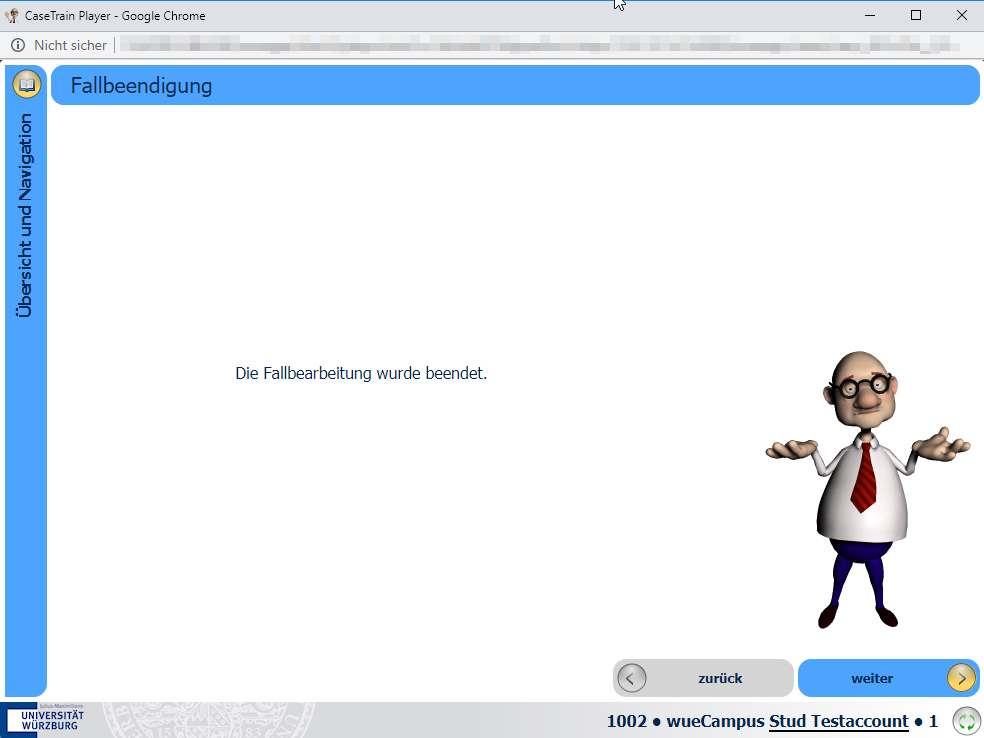 CaseTrain Player - Google Chrome
Nicht sicher
Fallbeendigung
Übersicht und Navigation
Die Fallbearbeitung wurde beendet.
zurück
weiter
Julius-Maximilians-
UNIVERSITÄT
WÜRZBURG
1002 • wueCampus Stud Testaccount • 1